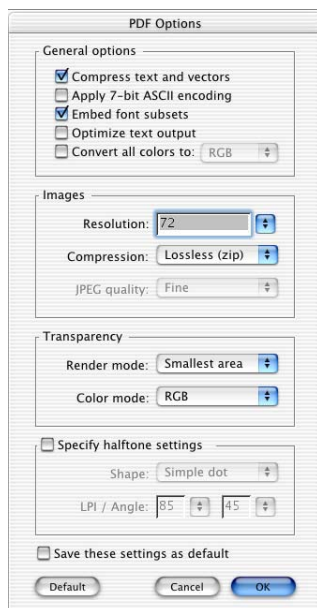 PDF Options
General options
Compress text and vectors
Apply 7-bit ASCII encoding
Embed font subsets
Optimize text output
Convert all colors to: RGB
Images
Resolution: 72
Compression: Lossless (zip)
JPEG quality: Fine
Transparency
Render mode: Smallest area
Color mode: RGB
Specify halftone settings
Shape: Simple dot
LPI / Angle: 85 45
Save these settings as default
Default Cancel OK